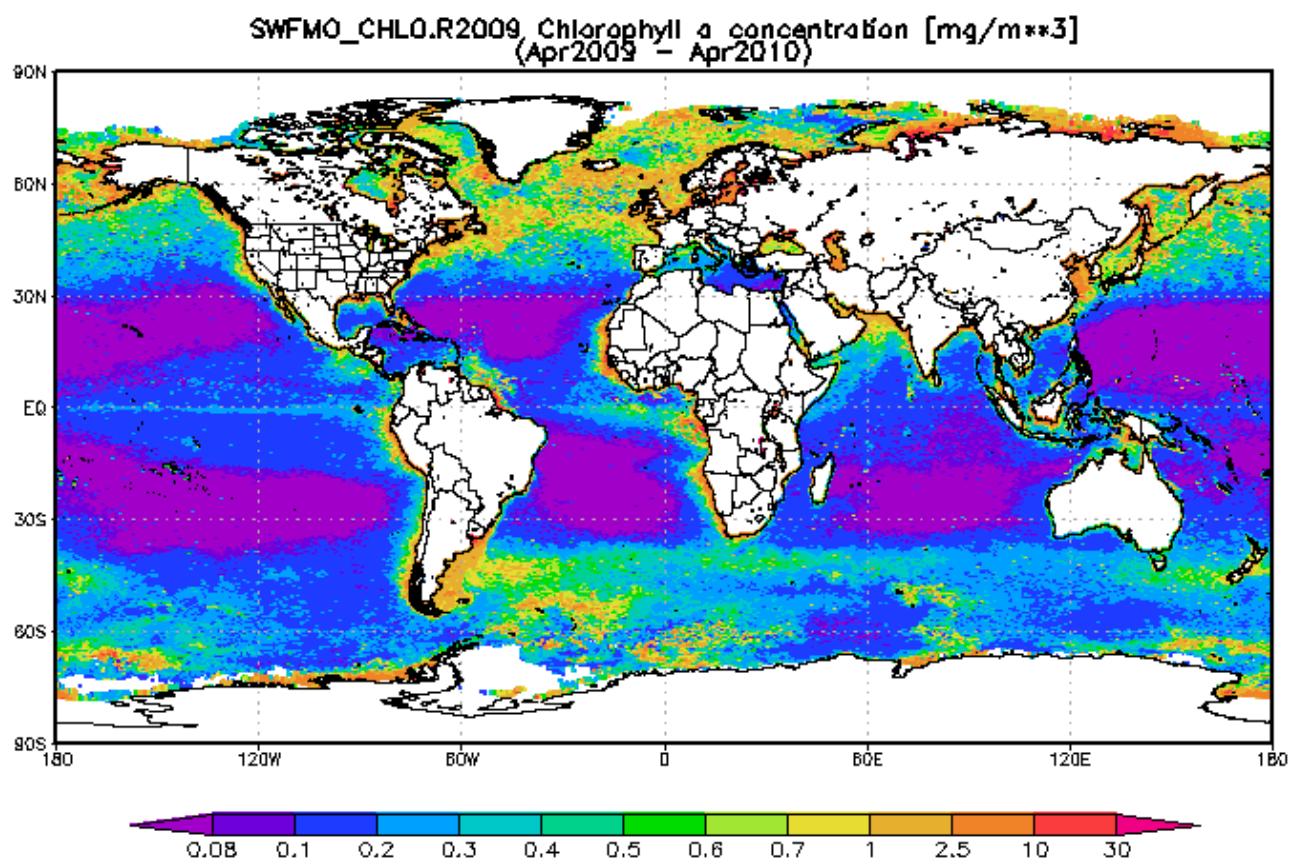 SWFMO_CHLO.R2009 Chlorophyll a concentration [mg/m**3]
(Apr2009 - Apr2010)
90N
60N
30N
EQ
30S
60S
90S
180 120W 60W 0 60E 120E 180
0.08 0.1 0.2 0.3 0.4 0.5 0.6 0.7 1 2.5 10 30